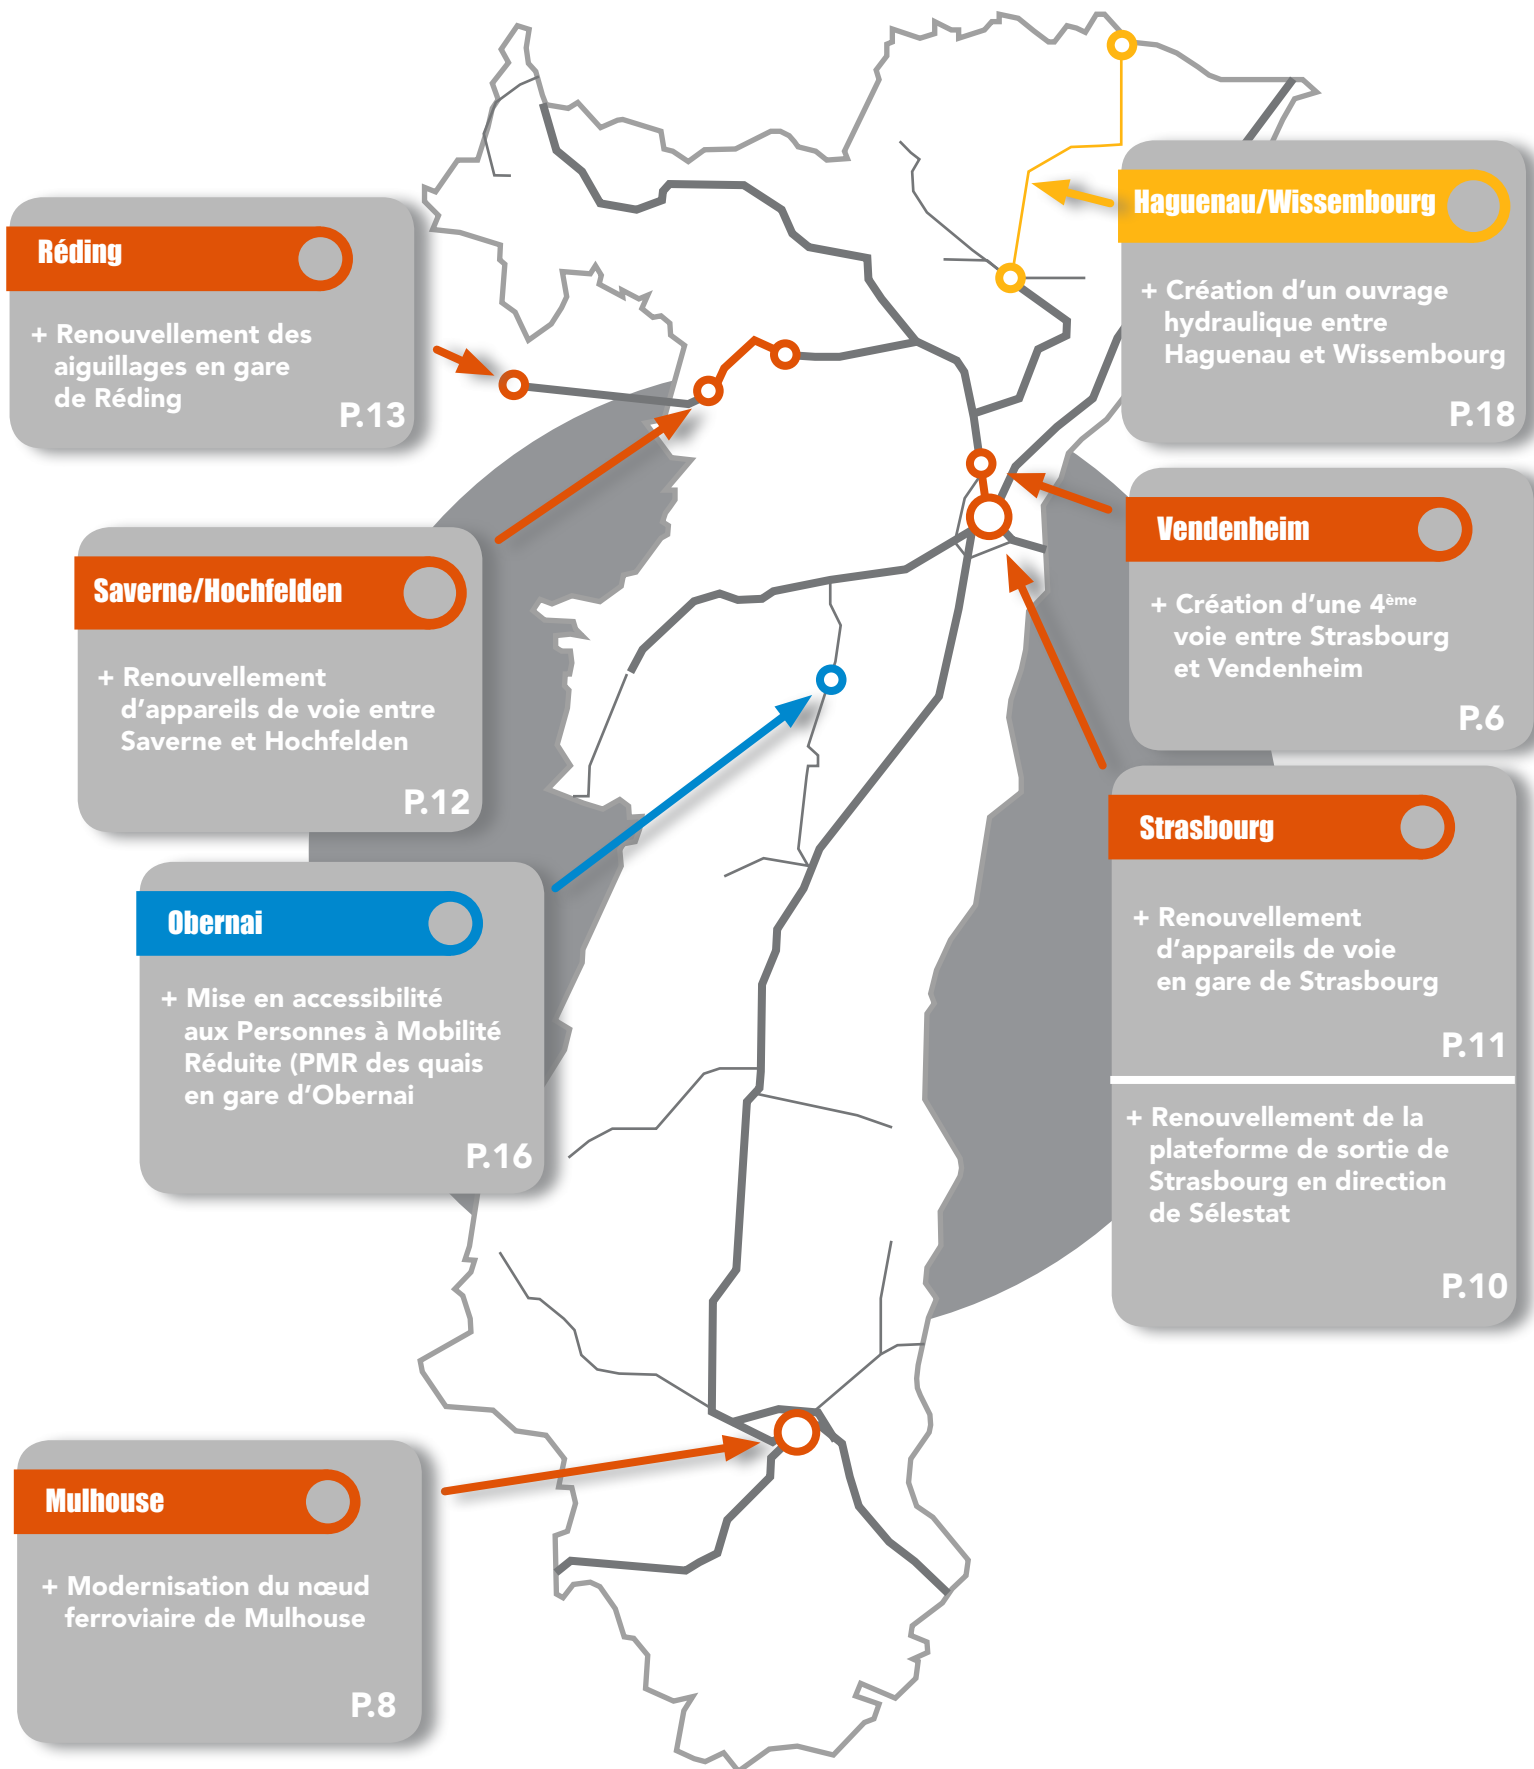 Réding
+ Renouvellement des
aiguillages en gare
de Réding
P.13
Saverne/Hochfelden
+ Renouvellement
d’appareils de voie entre
Saverne et Hochfelden
P.12
Obernai
+ Mise en accessibilité
aux Personnes à Mobilité
Réduite (PMR des quais
en gare d’Obernai
P.16
Mulhouse
+ Modernisation du nœud
ferroviaire de Mulhouse
P.8
Haguenau/Wissembourg
+ Création d’un ouvrage
hydraulique entre
Haguenau et Wissembourg
P.18
Vendenheim
+ Création d’une 4ème
voie entre Strasbourg
et Vendenheim
P.6
Strasbourg
+ Renouvellement
d’appareils de voie
en gare de Strasbourg
P.11
+ Renouvellement de la
plateforme de sortie de
Strasbourg en direction
de Sélestat
P.10